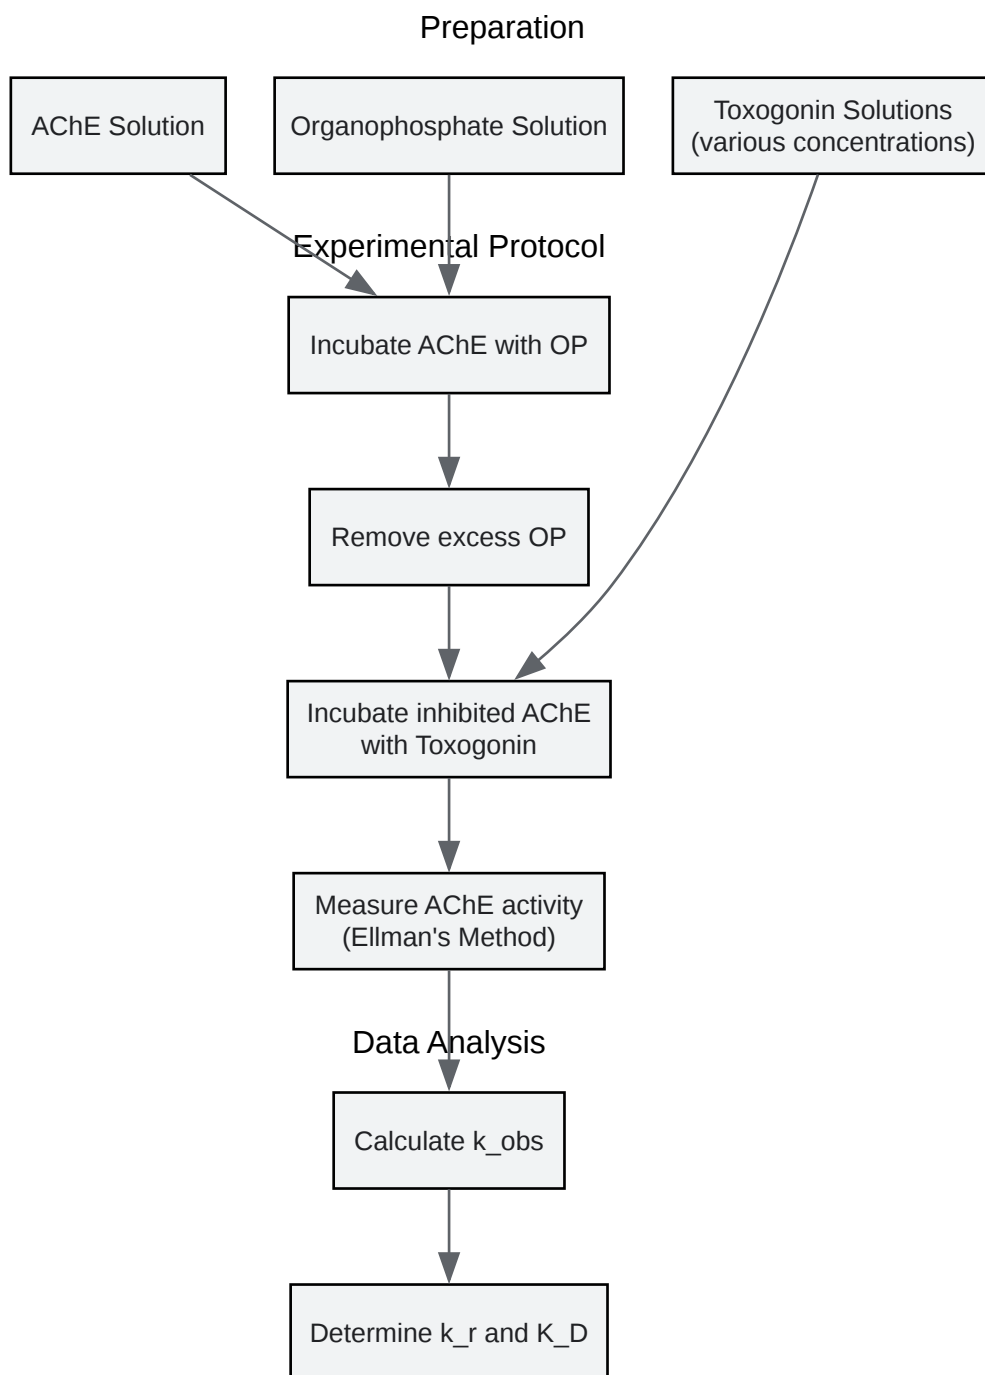 Preparation
AChE Solution
Organophosphate Solution
Toxogonin Solutions
(various concentrations)
Experimental Protocol
Incubate AChE with OP
Remove excess OP
Incubate inhibited AChE
with Toxogonin
Measure AChE activity
(Ellman's Method)
Data Analysis
Calculate k_obs
Determine k_r and K_D